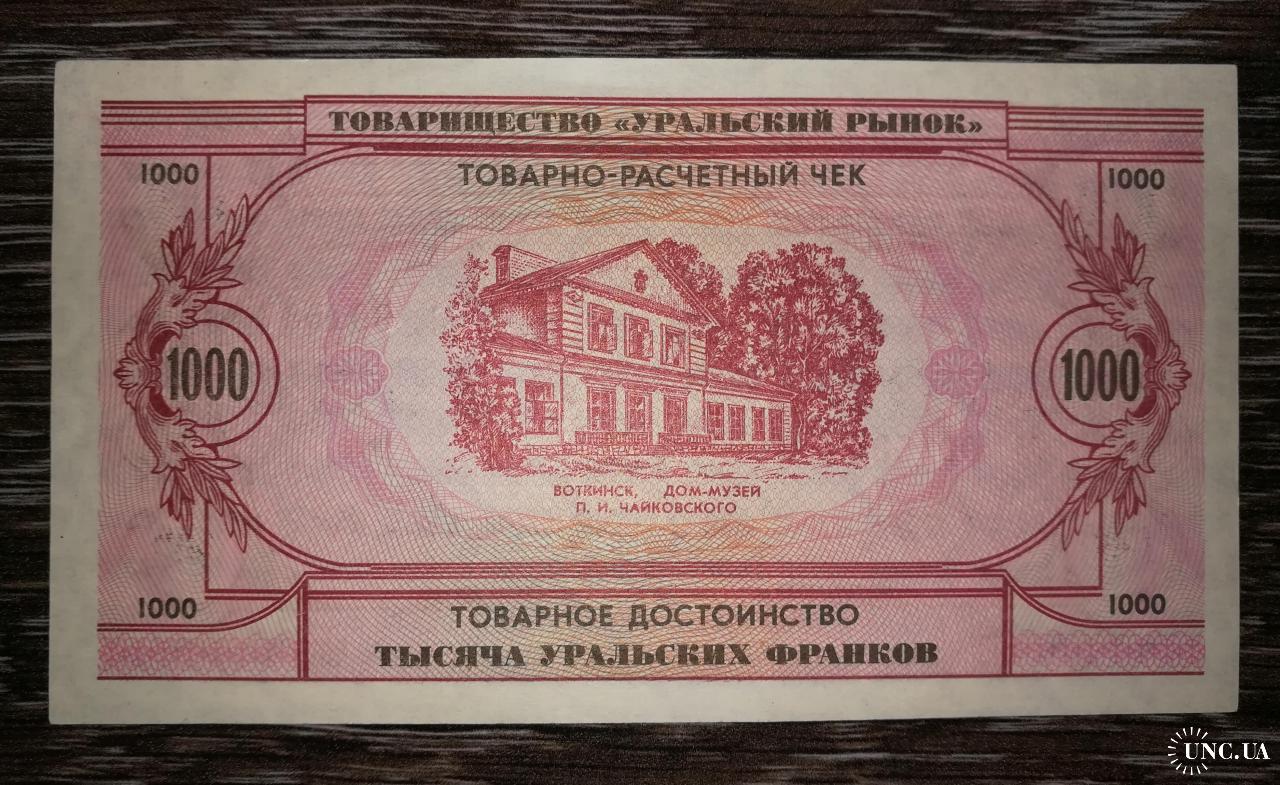 ТОВАРИЩЕСТВО «УРАЛЬСКИЙ РЫНОК»
ТОВАРНО-РАСЧЕТНЫЙ ЧЕК
1000
1000
1000
1000
ВОТКИНСК, ДОМ-МУЗЕЙ
П. И. ЧАЙКОВСКОГО
1000
1000
ТОВАРНОЕ ДОСТОИНСТВО
ТЫСЯЧА УРАЛЬСКИХ ФРАНКОВ
UNC.UA